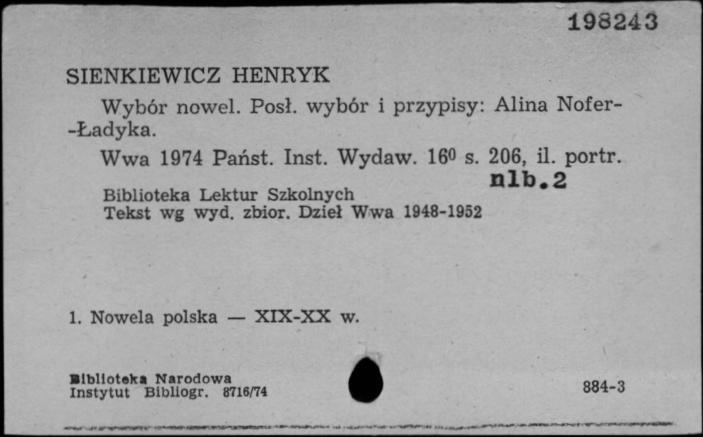 198243
SIENKIEWICZ HENRYK
Wybór nowel. Posł. wybór i przypisy: Alina Nofer-
-Ładyka.
Wwa 1974 Państ. Inst. Wydaw. 16⁰ s. 206, il. portr.
nlb.2
Biblioteka Lektur Szkolnych
Tekst wg wyd. zbior. Dzieł Wwa 1948-1952
1. Nowela polska — XIX-XX w.
Biblioteka Narodowa
Instytut Bibliogr. 8716/74
884-3